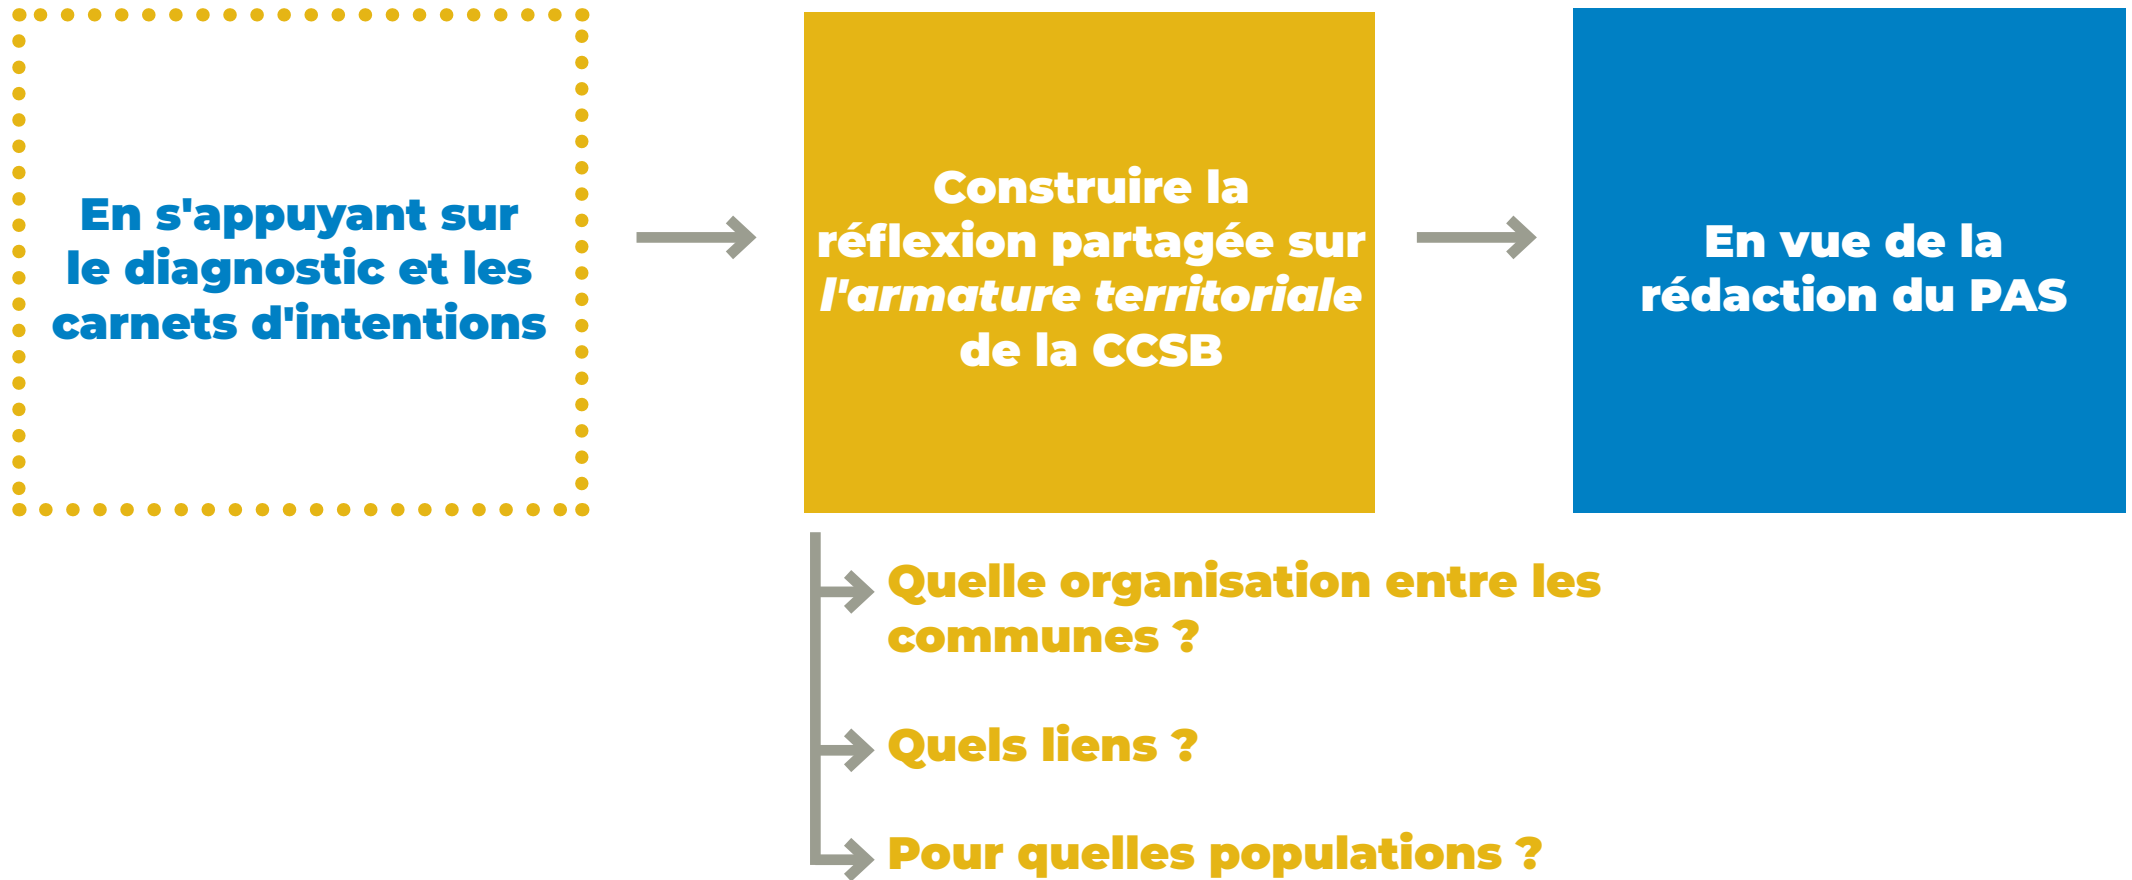 En s'appuyant sur
le diagnostic et les
carnets d'intentions
Construire la
réflexion partagée sur
l'armature territoriale
de la CCSB
En vue de la
rédaction du PAS
Quelle organisation entre les
communes ?
Quels liens ?
Pour quelles populations ?